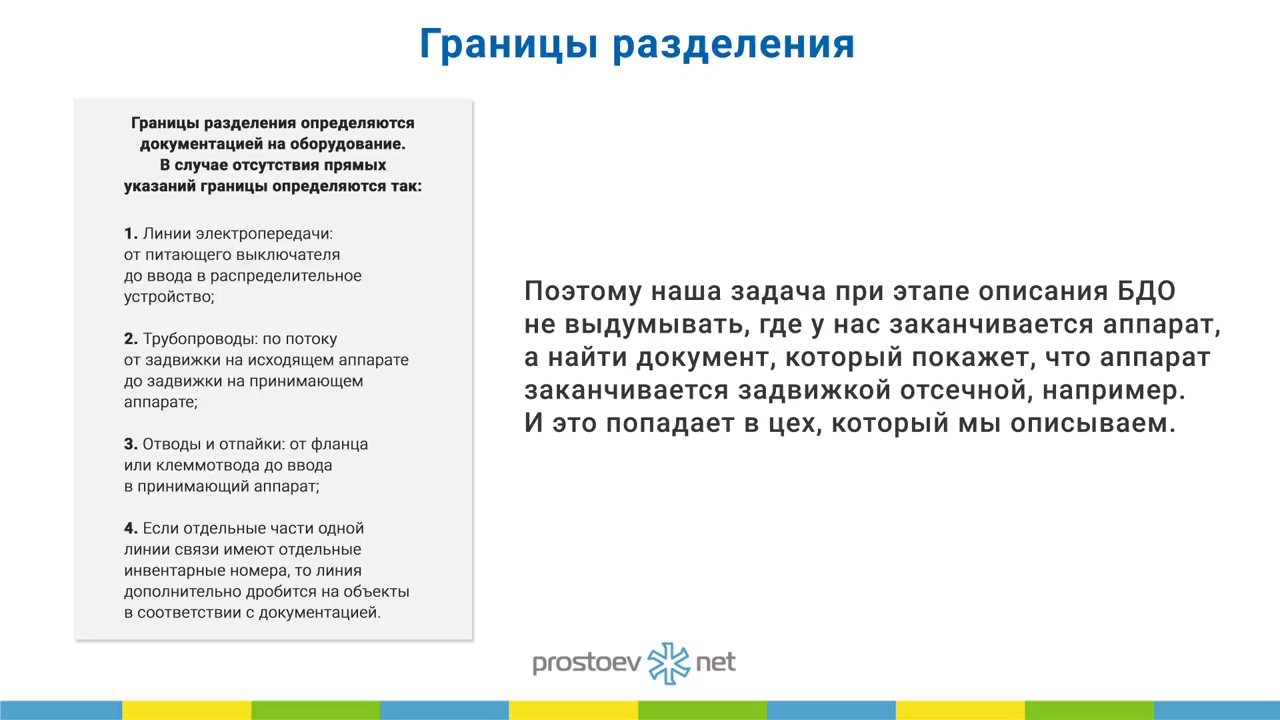 Границы разделения
Границы разделения определяются
документацией на оборудование.
В случае отсутствия прямых
указаний границы определяются так:
1. Линии электропередачи:
от питающего выключателя
до ввода в распределительное
устройство;
2. Трубопроводы: по потоку
от задвижки на исходящем аппарате
до задвижки на принимающем
аппарате;
3. Отводы и отпайки: от фланца
или клеммотвода до ввода
в принимающий аппарат;
4. Если отдельные части одной
линии связи имеют отдельные
инвентарные номера, то линия
дополнительно дробится на объекты
в соответствии с документацией.
Поэтому наша задача при этапе описания БДО
не выдумывать, где у нас заканчивается аппарат,
а найти документ, который покажет, что аппарат
заканчивается задвижкой отсечной, например.
И это попадает в цех, который мы описываем.
prostoev net